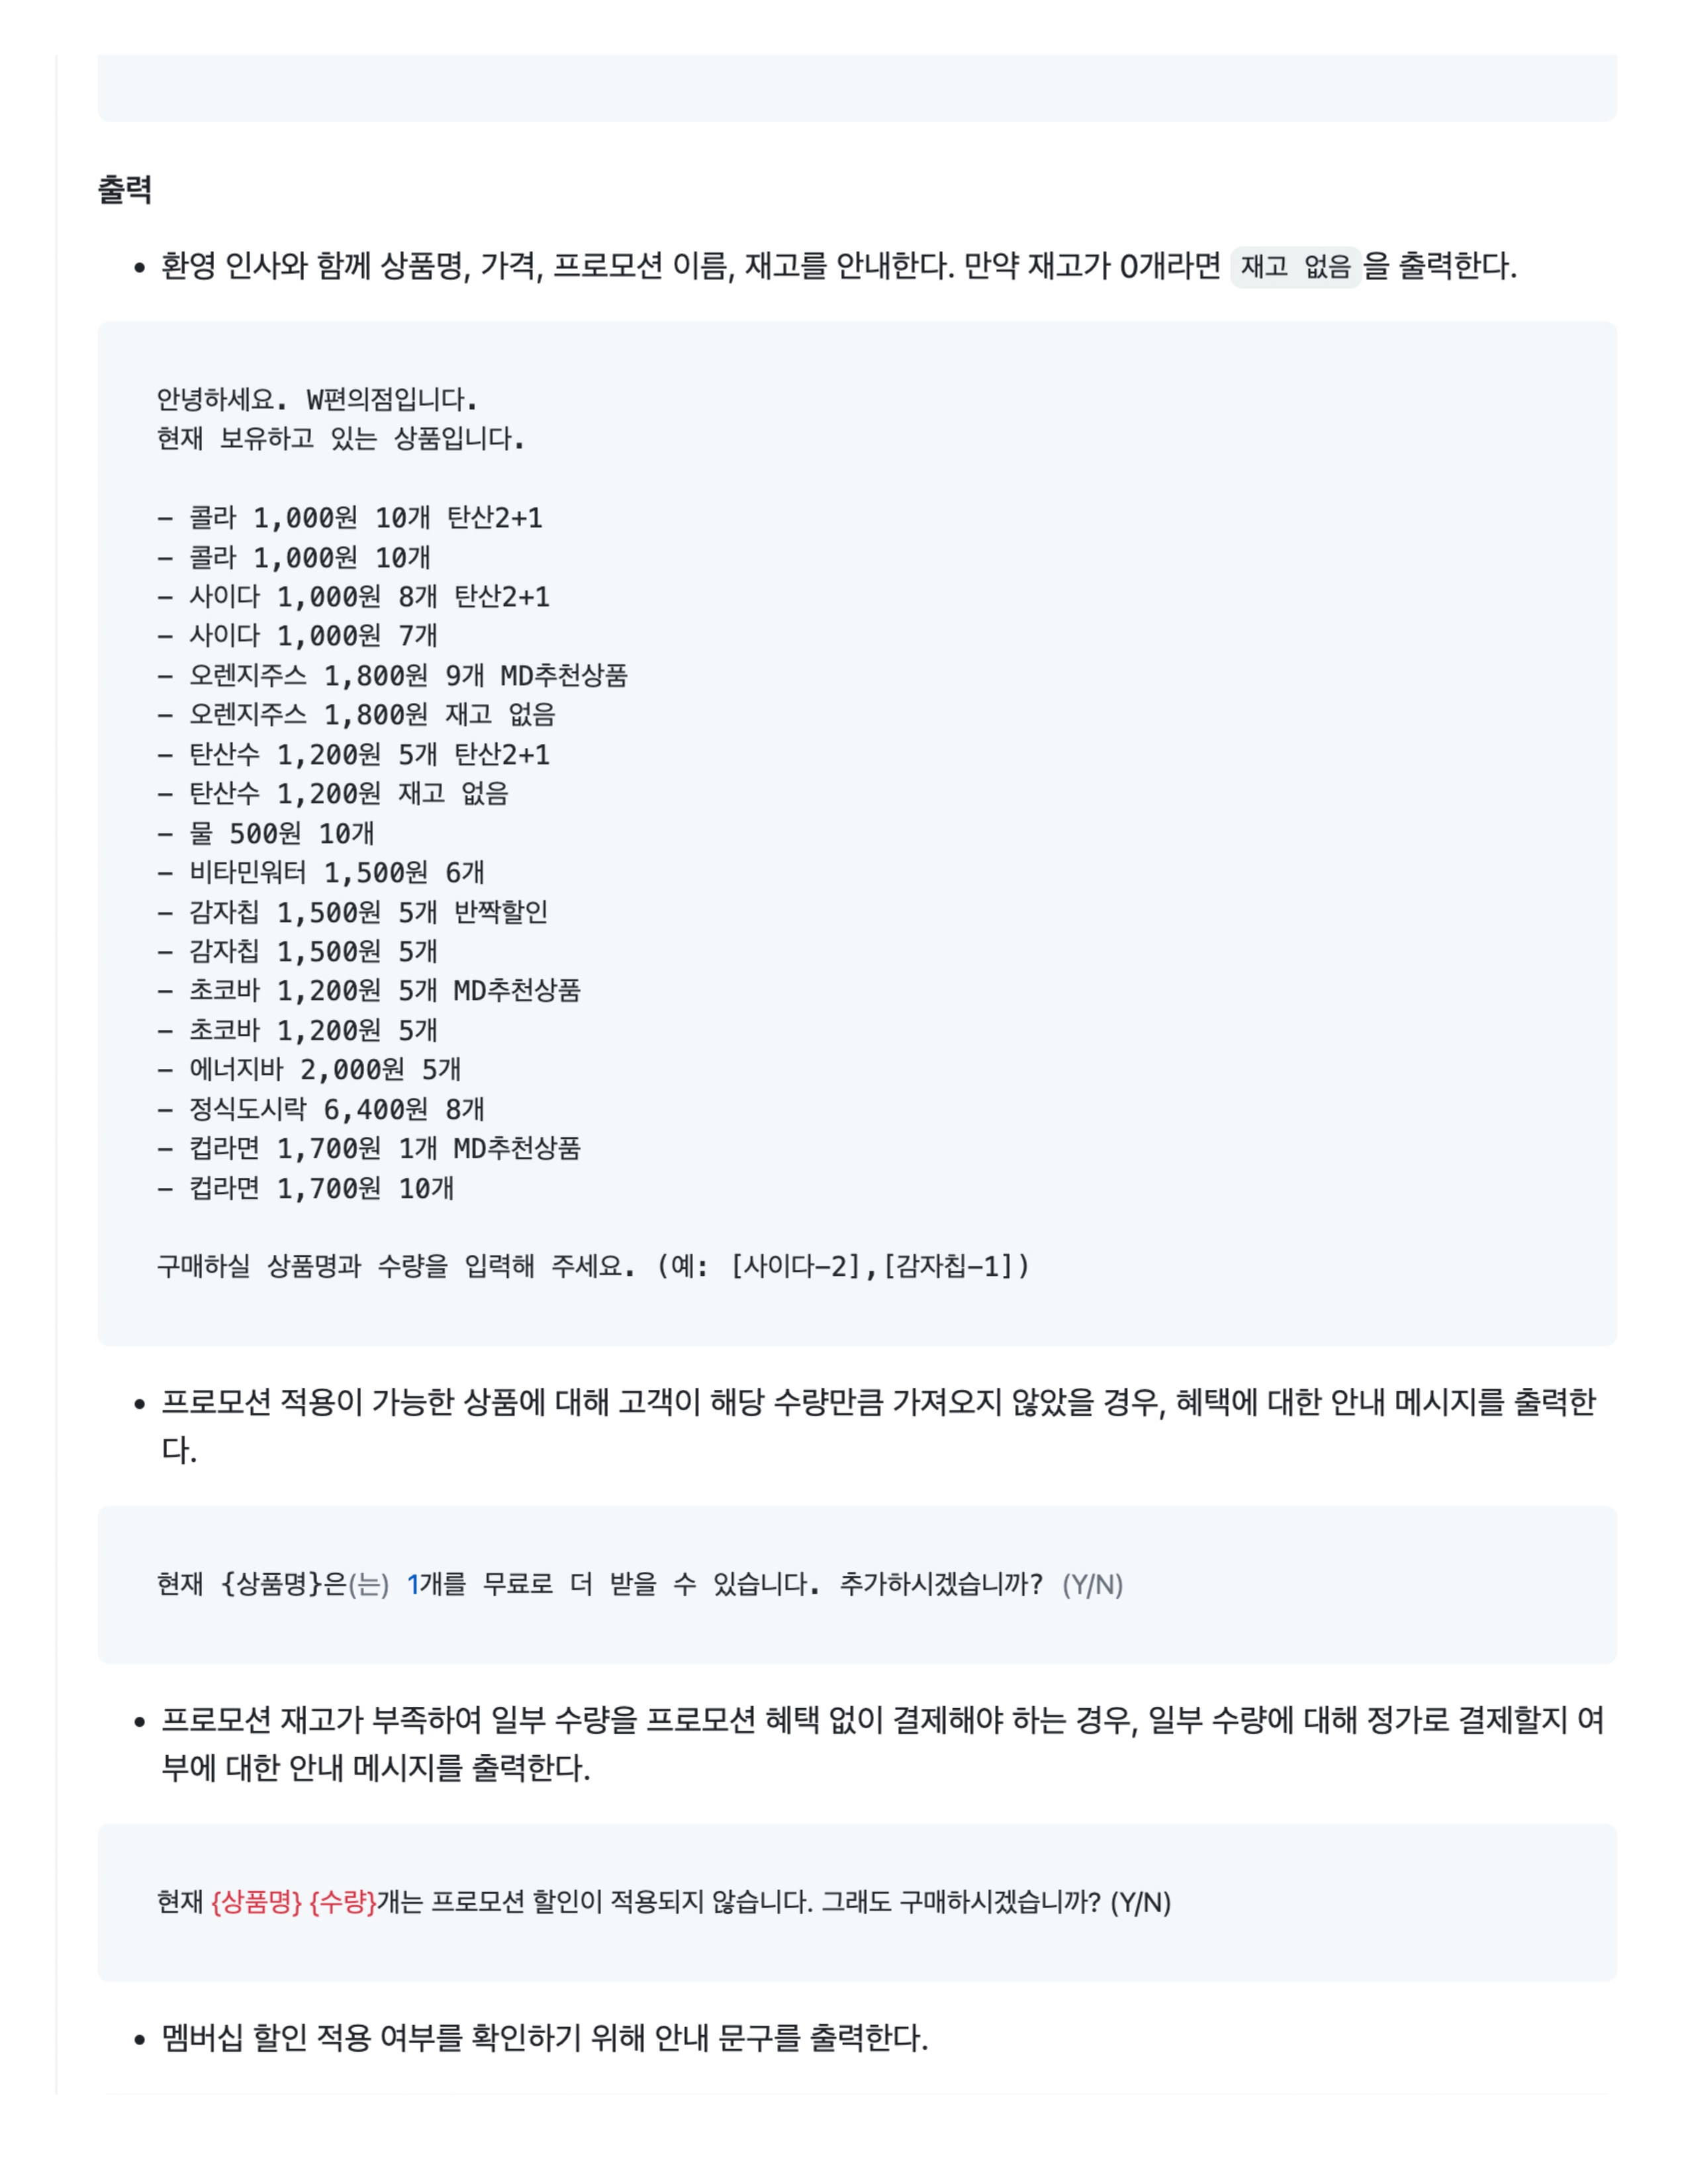 출력
• 환영 인사와 함께 상품명, 가격, 프로모션 이름, 재고를 안내한다. 만약 재고가 0개라면 재고 없음을 출력한다.
안녕하세요. W편의점입니다.
현재 보유하고 있는 상품입니다.
- 콜라 1,000원 10개 탄산2+1
- 콜라 1,000원 10개
- 사이다 1,000원 8개 탄산2+1
- 사이다 1,000원 7개
- 오렌지주스 1,800원 9개 MD추천상품
- 오렌지주스 1,800원 재고 없음
- 탄산수 1,200원 5개 탄산2+1
- 탄산수 1,200원 재고 없음
- 물 500원 10개
- 비타민워터 1,500원 6개
- 감자칩 1,500원 5개 반짝할인
- 감자칩 1,500원 5개
- 초코바 1,200원 5개 MD추천상품
- 초코바 1,200원 5개
- 에너지바 2,000원 5개
- 정식도시락 6,400원 8개
- 컵라면 1,700원 1개 MD추천상품
- 컵라면 1,700원 10개
구매하실 상품명과 수량을 입력해 주세요. (예: [사이다-2],[감자칩-1])
• 프로모션 적용이 가능한 상품에 대해 고객이 해당 수량만큼 가져오지 않았을 경우, 혜택에 대한 안내 메시지를 출력한
다.
현재 {상품명}은(는) 1개를 무료로 더 받을 수 있습니다. 추가하시겠습니까? (Y/N)
• 프로모션 재고가 부족하여 일부 수량을 프로모션 혜택 없이 결제해야 하는 경우, 일부 수량에 대해 정가로 결제할지 여
부에 대한 안내 메시지를 출력한다.
현재 {상품명} {수량}개는 프로모션 할인이 적용되지 않습니다. 그래도 구매하시겠습니까? (Y/N)
• 멤버십 할인 적용 여부를 확인하기 위해 안내 문구를 출력한다.